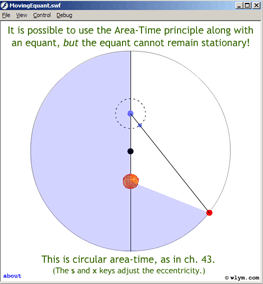 MovingEquant.swf
File View Control Debug
It is possible to use the Area-Time principle along with
an equant, but the equant cannot remain stationary!
This is circular area-time, as in ch. 43.
(The s and x keys adjust the eccentricity.)
about
© wlym.com